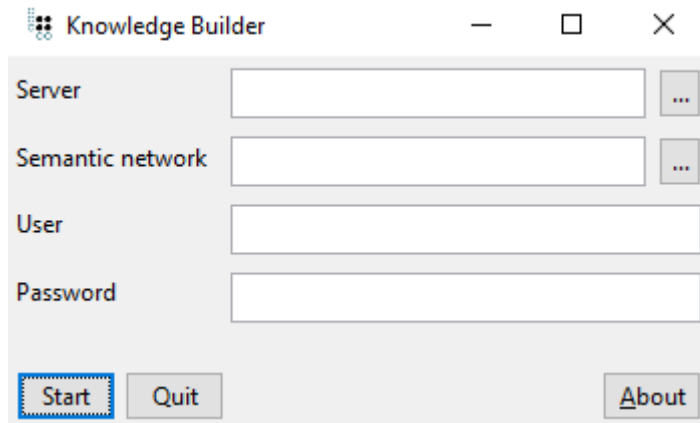 Knowledge Builder
Server
...
Semantic network
...
User
Password
Start Quit About